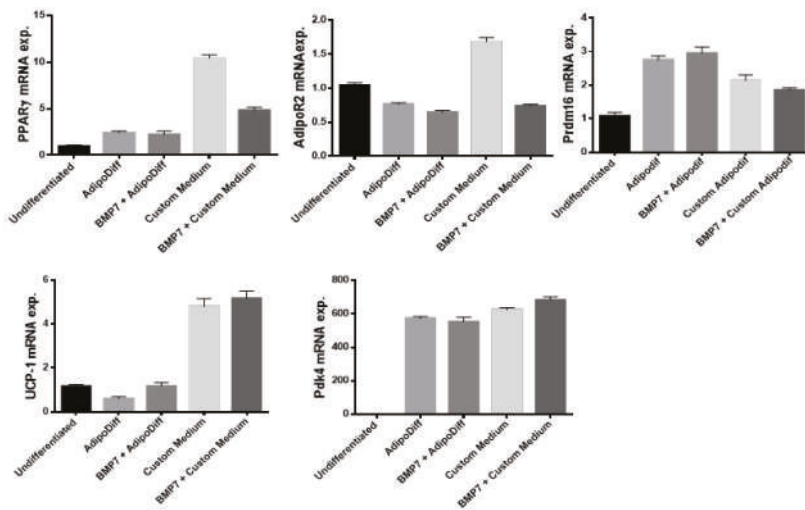 PPARγ mRNA exp.
15
10
5
0
Undifferentiated
AdipoDiff
BMP7 + AdipoDiff
Custom Medium
BMP7 + Custom Medium
AdipoR2 mRNAexp.
2.0
1.5
1.0
0.5
0.0
Undifferentiated
AdipoDiff
BMP7 + AdipoDiff
Custom Medium
BMP7 + Custom Medium
Prdm16 mRNA exp.
4
3
2
1
0
Undifferentiated
Adipodif
BMP7 + Adipodif
Custom Adipodif
BMP7 + Custom Adipodif
UCP-1 mRNA exp.
6
4
2
0
Undifferentiated
AdipoDiff
BMP7 + AdipoDiff
Custom Medium
BMP7 + Custom Medium
Pdk4 mRNA exp.
800
600
400
200
0
Undifferentiated
AdipoDiff
BMP7 + AdipoDiff
Custom Medium
BMP7 + Custom Medium